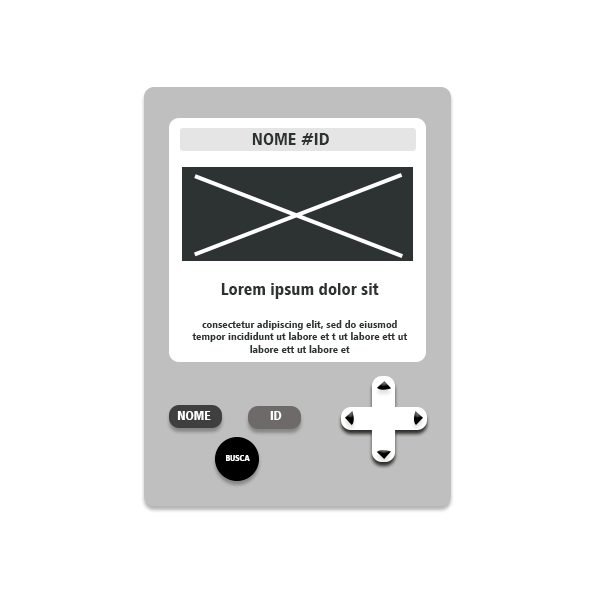 NOME #ID
Lorem ipsum dolor sit
consectetur adipiscing elit, sed do eiusmod
tempor incididunt ut labore et t ut labore ett ut
labore ett ut labore et
NOME
ID
BUSCA